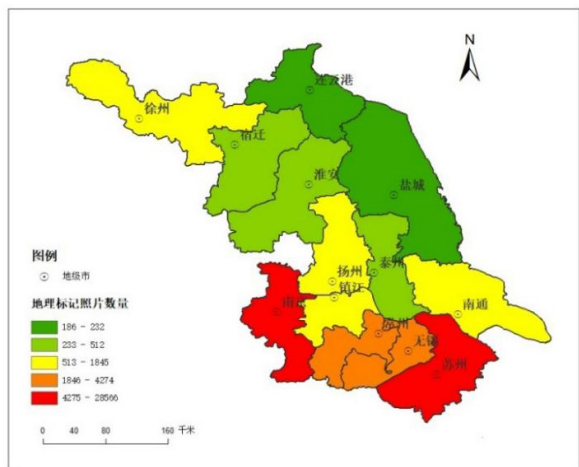 N
连云港
徐州
宿迁
淮安
盐城
扬州
泰州
镇江
南通
常州
无锡
苏州
图例
地级市
地理标记照片数量
186 - 232
233 - 512
513 - 1845
1846 - 4274
4275 - 28566
0 40 80 160 千米